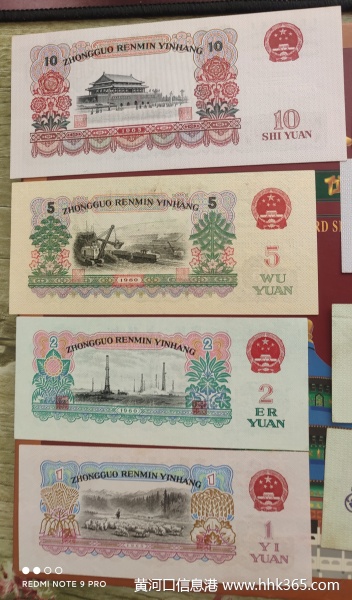 10
10
ZHONGGUO RENMIN YINHANG
1965
10
SHI YUAN
5
5
ZHONGGUO RENMIN YINHANG
1960
5
WU
YUAN
2
2
ZHONGGUO RENMIN YINHANG
1960
2
ER
YUAN
1
1
ZHONGGUO RENMIN YINHANG
1960
1
YI
YUAN
REDMI NOTE 9 PRO
黄河口信息港 www.hhk365.com